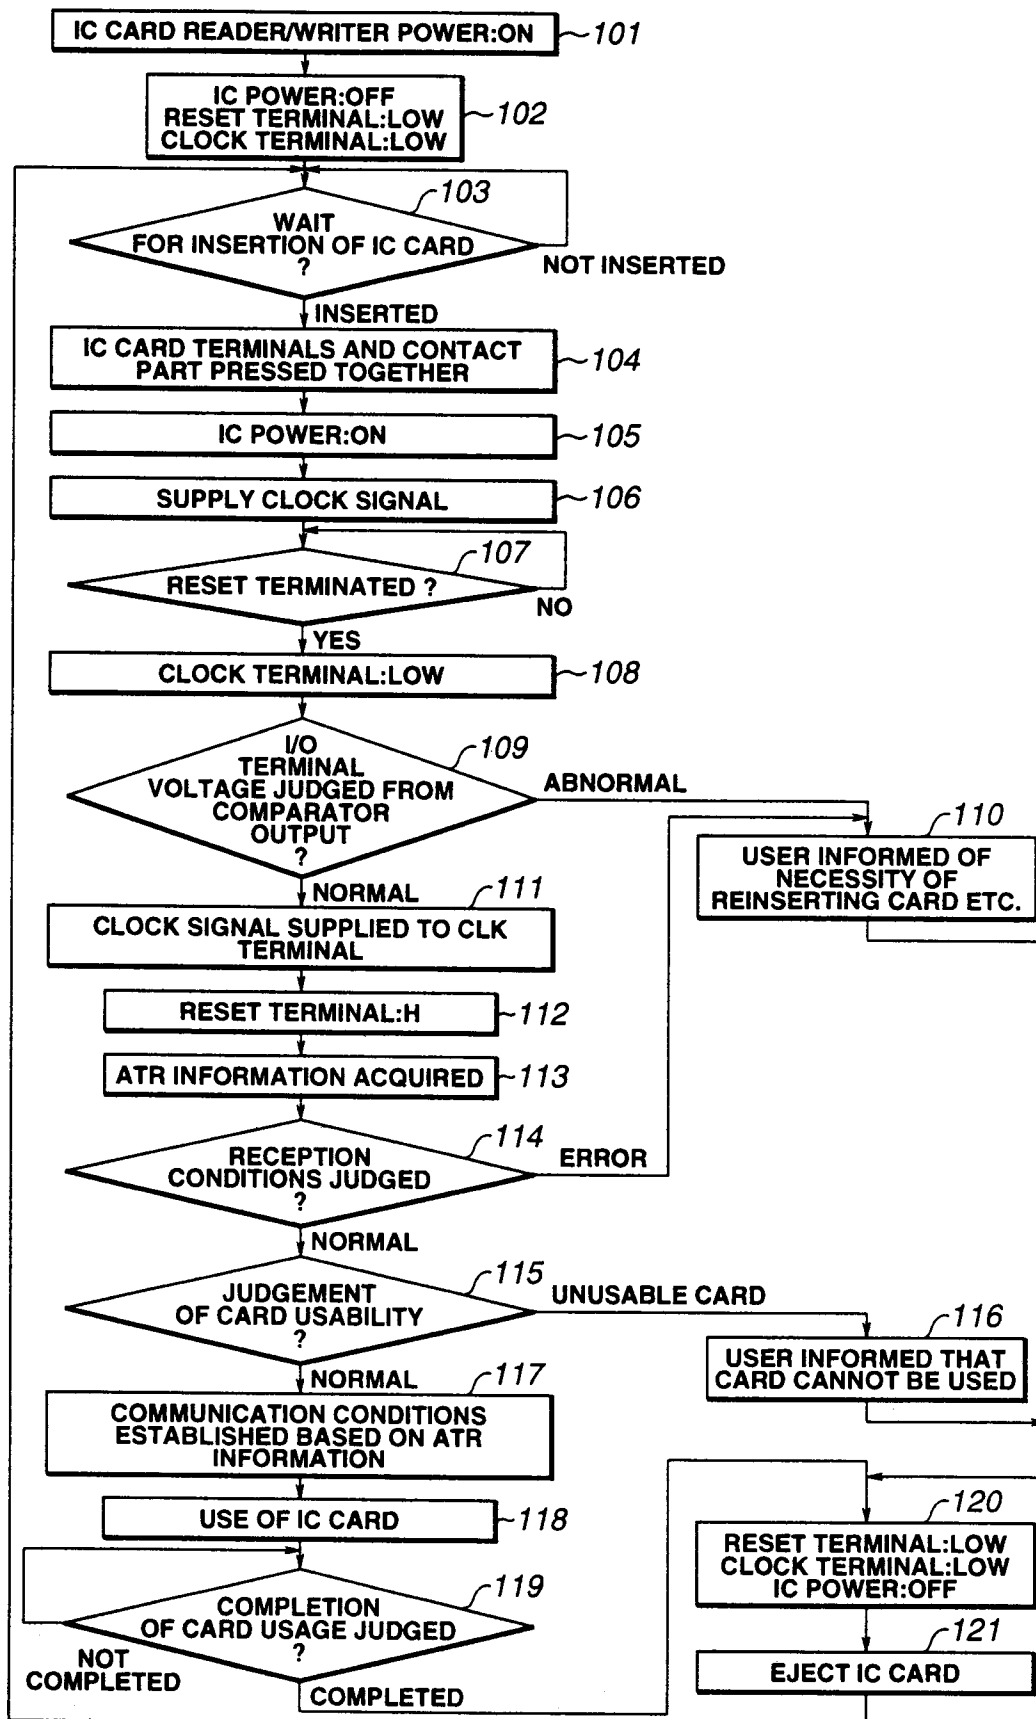 IC CARD READER/WRITER POWER:ON
101
IC POWER:OFF
RESET TERMINAL:LOW
CLOCK TERMINAL:LOW
102
103
WAIT
FOR INSERTION OF IC CARD
?
NOT INSERTED
INSERTED
IC CARD TERMINALS AND CONTACT
PART PRESSED TOGETHER
104
IC POWER:ON
105
SUPPLY CLOCK SIGNAL
106
107
RESET TERMINATED ?
NO
YES
CLOCK TERMINAL:LOW
108
109
I/O
TERMINAL
VOLTAGE JUDGED FROM
COMPARATOR
OUTPUT
?
ABNORMAL
110
USER INFORMED OF
NECESSITY OF
REINSERTING CARD ETC.
NORMAL
111
CLOCK SIGNAL SUPPLIED TO CLK
TERMINAL
RESET TERMINAL:H
112
ATR INFORMATION ACQUIRED
113
114
RECEPTION
CONDITIONS JUDGED
?
ERROR
NORMAL
115
JUDGEMENT
OF CARD USABILITY
?
UNUSABLE CARD
116
USER INFORMED THAT
CARD CANNOT BE USED
NORMAL
117
COMMUNICATION CONDITIONS
ESTABLISHED BASED ON ATR
INFORMATION
USE OF IC CARD
118
119
COMPLETION
OF CARD USAGE JUDGED
?
NOT
COMPLETED
COMPLETED
120
RESET TERMINAL:LOW
CLOCK TERMINAL:LOW
IC POWER:OFF
121
EJECT IC CARD